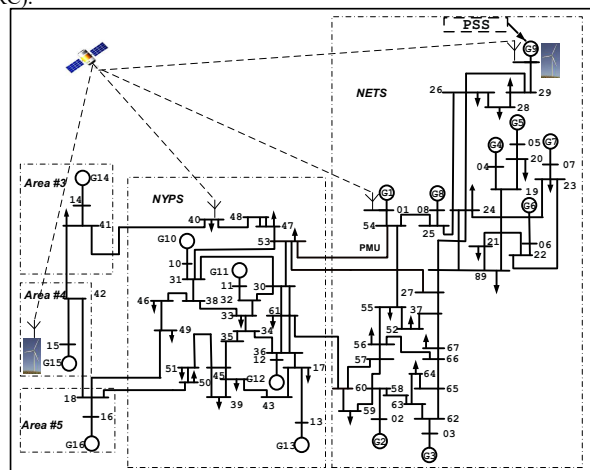 RC).
PSS
G9
NETS
26
29
28
G5
G4
05
G7
20
04
07
19
23
G6
Area #3
G14
14
41
NYPS
40
48
47
53
G10
10
31
G11
11
30
G1
G8
01
08
54
25
24
PMU
21
06
22
89
27
Area #4
42
46
38
32
33
61
34
49
35
36
15
G15
12
17
51
50
45
G12
39
43
18
16
Area #5
G16
13
G13
55
37
52
56
57
67
66
64
60
58
65
63
59
02
62
03
G2
G3